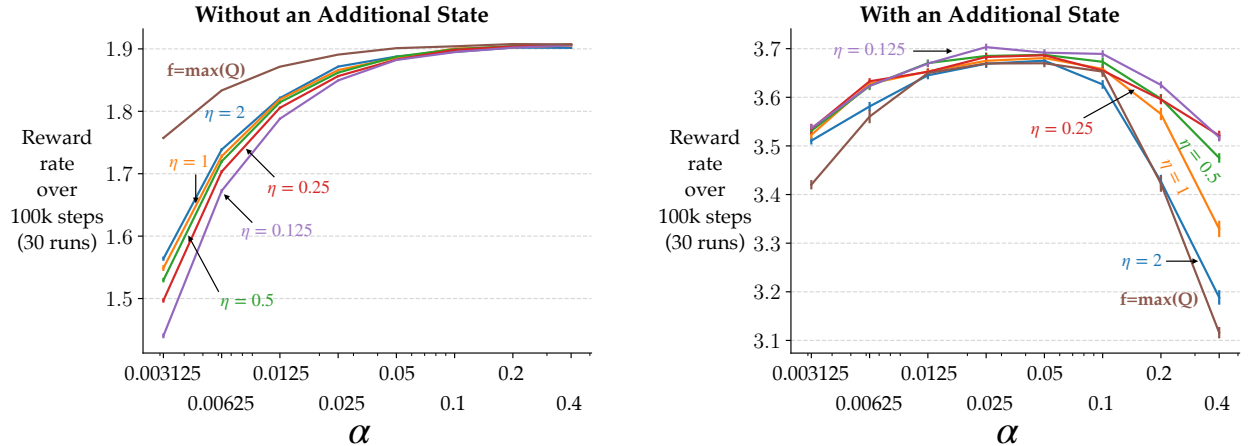 Without an Additional State
1.9
1.8
1.7
1.6
1.5
Reward
rate
over
100k steps
(30 runs)
f=max(Q)
η = 2
η = 1
η = 0.25
η = 0.125
η = 0.5
0.003125
0.0125
0.05
0.2
0.00625
0.025
0.1
0.4
α
With an Additional State
3.7
3.6
3.5
3.4
3.3
3.2
3.1
Reward
rate
over
100k steps
(30 runs)
η = 0.125
η = 0.25
η = 0.5
η = 1
η = 2
f=max(Q)
0.003125
0.0125
0.05
0.2
0.00625
0.025
0.1
0.4
α